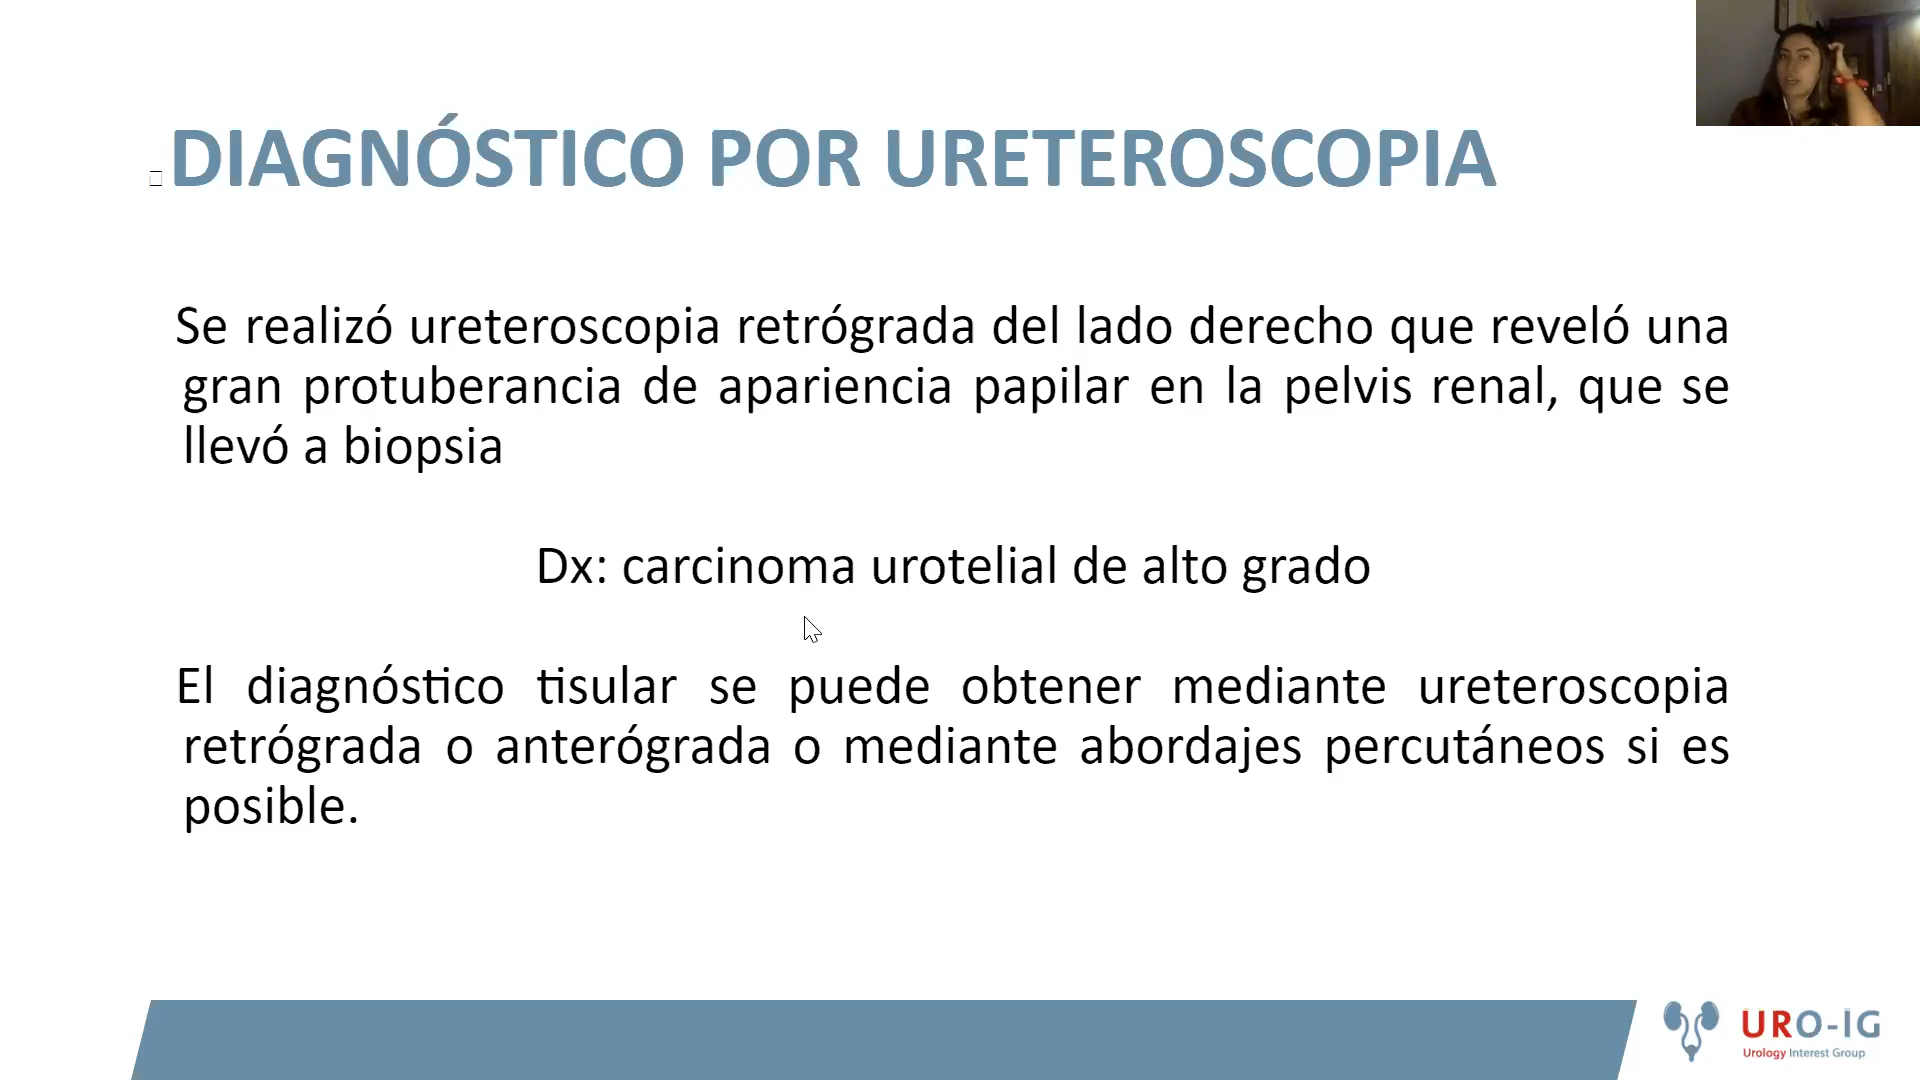 DIAGNÓSTICO POR URETEROSCOPIA
Se realizó ureteroscopia retrógrada del lado derecho que reveló una
gran protuberancia de apariencia papilar en la pelvis renal, que se
llevó a biopsia
Dx: carcinoma urotelial de alto grado
El diagnóstico tisular se puede obtener mediante ureteroscopia
retrógrada o anterógrada o mediante abordajes percutáneos si es
posible.
URO-IG
Urology Interest Group